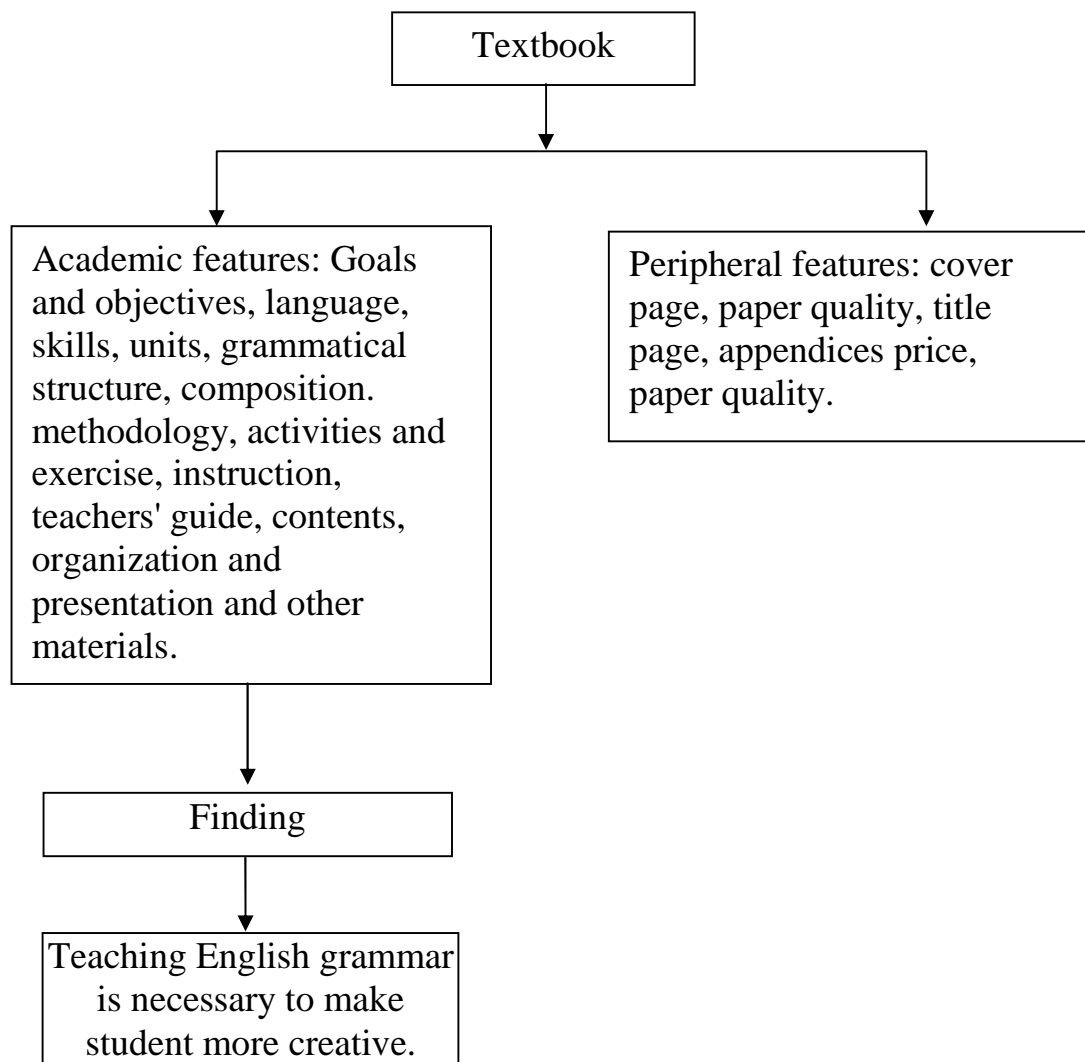 Textbook
Academic features: Goals
and objectives, language,
skills, units, grammatical
structure, composition.
methodology, activities and
exercise, instruction,
teachers' guide, contents,
organization and
presentation and other
materials.
Peripheral features: cover
page, paper quality, title
page, appendices price,
paper quality.
Finding
Teaching English grammar
is necessary to make
student more creative.